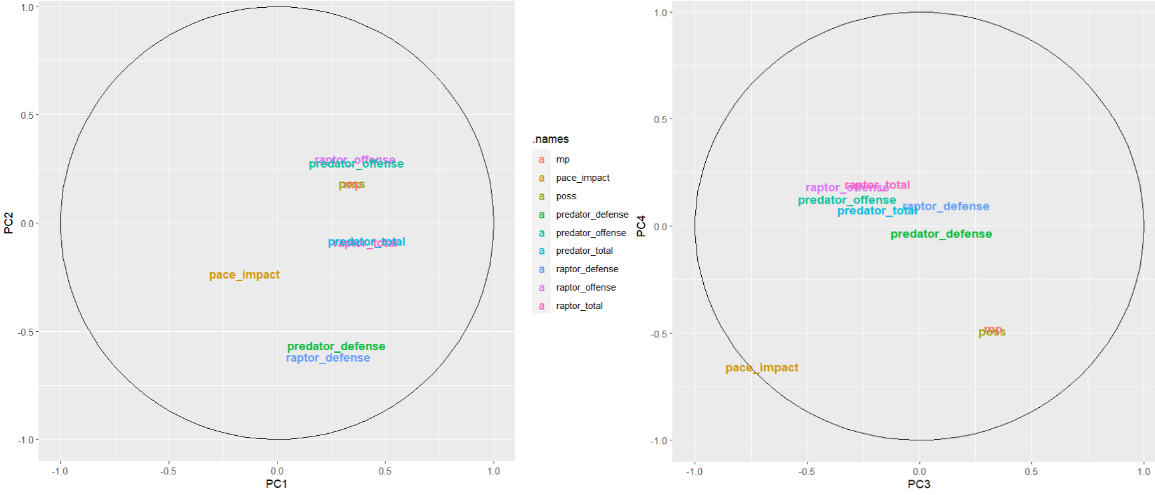 1.0
0.5
0.0
-0.5
-1.0
PC2
raptor_offense
predator_offense
poss
mp
predator_total
raptor_total
pace_impact
predator_defense
raptor_defense
-1.0 -0.5 0.0 0.5 1.0
PC1
.names
a mp
a pace_impact
a poss
a predator_defense
a predator_offense
a predator_total
a raptor_defense
a raptor_offense
a raptor_total
1.0
0.5
0.0
-0.5
-1.0
PC4
raptor_total
raptor_offense
predator_offense
raptor_defense
predator_total
predator_defense
mp
poss
pace_impact
-1.0 -0.5 0.0 0.5 1.0
PC3